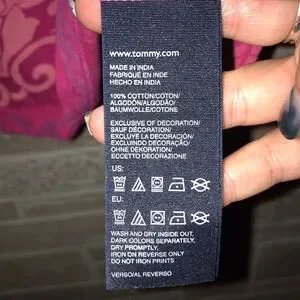 www.tommy.com
MADE IN INDIA
FABRIQUÉ EN INDE
HECHO EN INDIA
100% COTTON/COTON/
ALGODÓN/ALGODÃO/
BAUMWOLLE/COTONE
EXCLUSIVE OF DECORATION/
SAUF DÉCORATION/
EXCLUYE LA DECORACIÓN/
EXCLUINDO DECORAÇÃO/
OHNE DEKORATION/
ECCETTO DECORAZIONE
US:
EU:
WASH AND DRY INSIDE OUT.
DARK COLORS SEPARATELY.
DRY PROMPTLY.
IRON ON REVERSE ONLY
DO NOT IRON PRINTS
VERSO/AL REVERSO